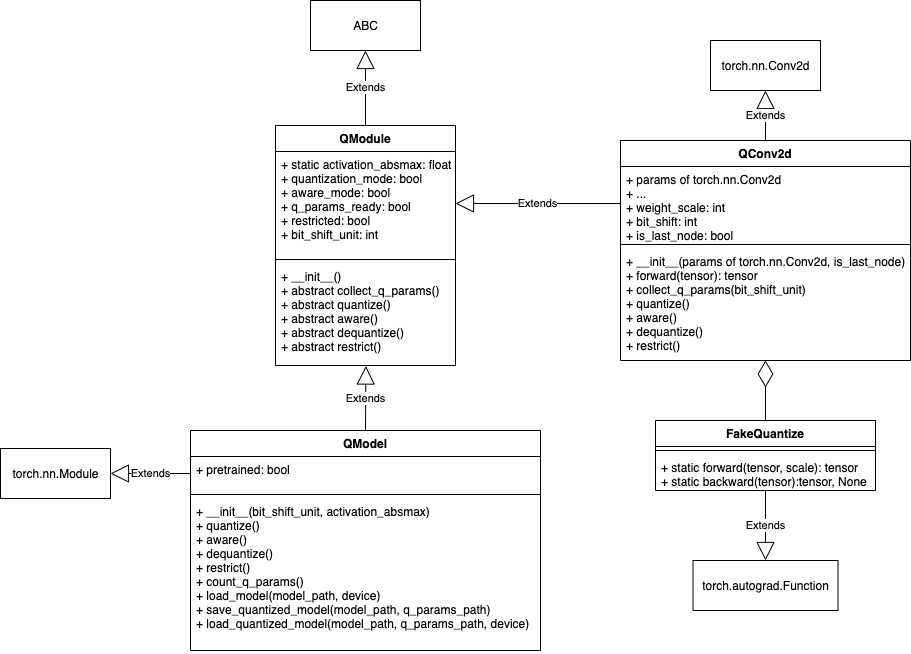 ABC
Extends
QModule
+ static activation_absmax: float
+ quantization_mode: bool
+ aware_mode: bool
+ q_params_ready: bool
+ restricted: bool
+ bit_shift_unit: int
+ __init__()
+ abstract collect_q_params()
+ abstract quantize()
+ abstract aware()
+ abstract dequantize()
+ abstract restrict()
Extends
torch.nn.Conv2d
Extends
QConv2d
+ params of torch.nn.Conv2d
+ ...
+ weight_scale: int
+ bit_shift: int
+ is_last_node: bool
+ __init__(params of torch.nn.Conv2d, is_last_node)
+ forward(tensor): tensor
+ collect_q_params(bit_shift_unit)
+ quantize()
+ aware()
+ dequantize()
+ restrict()
Extends
QModel
+ pretrained: bool
+ __init__(bit_shift_unit, activation_absmax)
+ quantize()
+ aware()
+ dequantize()
+ restrict()
+ count_q_params()
+ load_model(model_path, device)
+ save_quantized_model(model_path, q_params_path)
+ load_quantized_model(model_path, q_params_path, device)
torch.nn.Module
Extends
FakeQuantize
+ static forward(tensor, scale): tensor
+ static backward(tensor):tensor, None
Extends
torch.autograd.Function